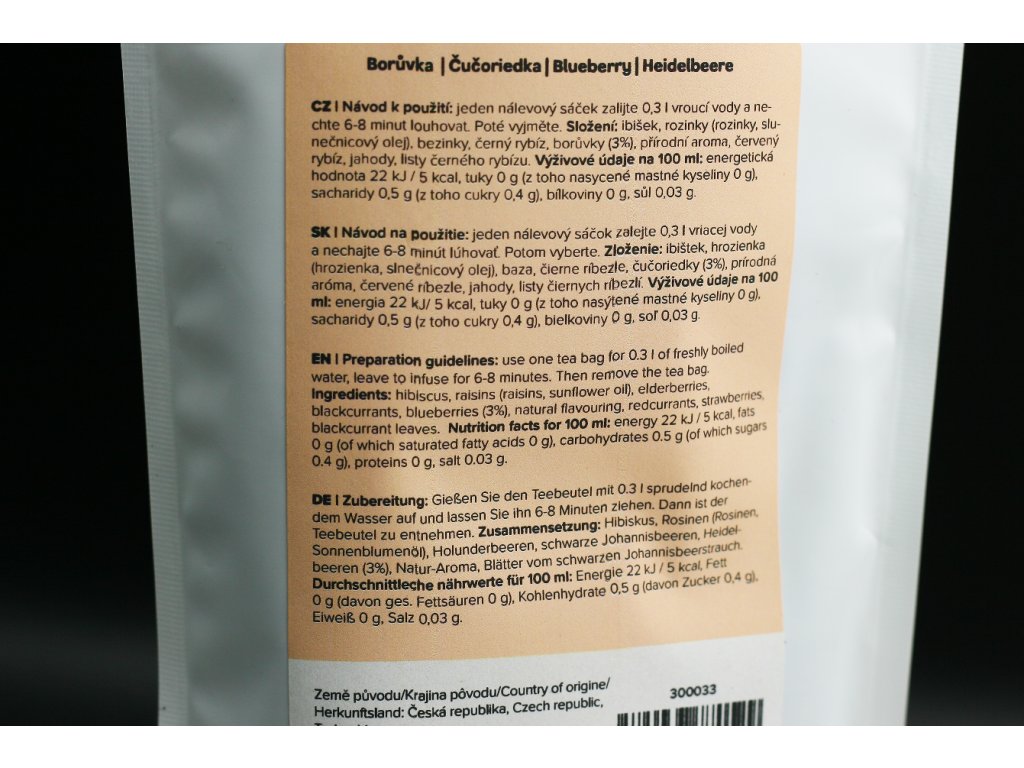 Borůvka | Čučoriedka | Blueberry | Heidelbeere
CZ | Návod k použití: jeden nálevový sáček zalijte 0,3 l vroucí vody a ne-
chte 6-8 minut louhovat. Poté vyjměte. Složení: ibišek, rozinky (rozinky, slu-
nečnicový olej), bezinky, černý rybíz, borůvky (3%), přírodní aroma, červený
rybíz, jahody, listy černého rybízu. Výživové údaje na 100 ml: energetická
hodnota 22 kJ / 5 kcal, tuky 0 g (z toho nasycené mastné kyseliny 0 g),
sacharidy 0,5 g (z toho cukry 0,4 g), bílkoviny 0 g, sůl 0,03 g.
SK | Návod na použitie: jeden nálevový sáčok zalejte 0,3 l vriacej vody
a nechajte 6-8 minút lúhovať. Potom vyberte. Zloženie: ibištek, hrozienka
(hrozienka, slnečnicový olej), baza, čierne ríbezle, čučoriedky (3%), prírodná
aróma, červené ríbezle, jahody, listy čiernych ríbezlí. Výživové údaje na 100
ml: energia 22 kJ/ 5 kcal, tuky 0 g (z toho nasýtené mastné kyseliny 0 g),
sacharidy 0,5 g (z toho cukry 0,4 g), bielkoviny 0 g, soľ 0,03 g.
EN | Preparation guidelines: use one tea bag for 0.3 l of freshly boiled
water, leave to infuse for 6-8 minutes. Then remove the tea bag.
Ingredients: hibiscus, raisins (raisins, sunflower oil), elderberries,
blackcurrants, blueberries (3%), natural flavouring, redcurrants, strawberries,
blackcurrant leaves. Nutrition facts for 100 ml: energy 22 kJ / 5 kcal, fats
0 g (of which saturated fatty acids 0 g), carbohydrates 0.5 g (of which sugars
0.4 g), proteins 0 g, salt 0.03 g.
DE | Zubereitung: Gießen Sie den Teebeutel mit 0.3 l sprudelnd kochen-
dem Wasser auf und lassen Sie ihn 6-8 Minuten ziehen. Dann ist der
Teebeutel zu entnehmen. Zusammensetzung: Hibiskus, Rosinen (Rosinen,
Sonnenblumenöl), Holunderbeeren, schwarze Johannisbeeren, Heidel-
beeren (3%), Natur-Aroma, Blätter vom schwarzen Johannisbeerstrauch.
Durchschnittleche nährwerte für 100 ml: Energie 22 kJ / 5 kcal, Fett
0 g (davon ges. Fettsäuren 0 g), Kohlenhydrate 0,5 g (davon Zucker 0,4 g),
Eiweiß 0 g, Salz 0,03 g.
Země původu/Krajina pôvodu/Country of origine/
Herkunftsland: Česká republika, Czech republic,
300033